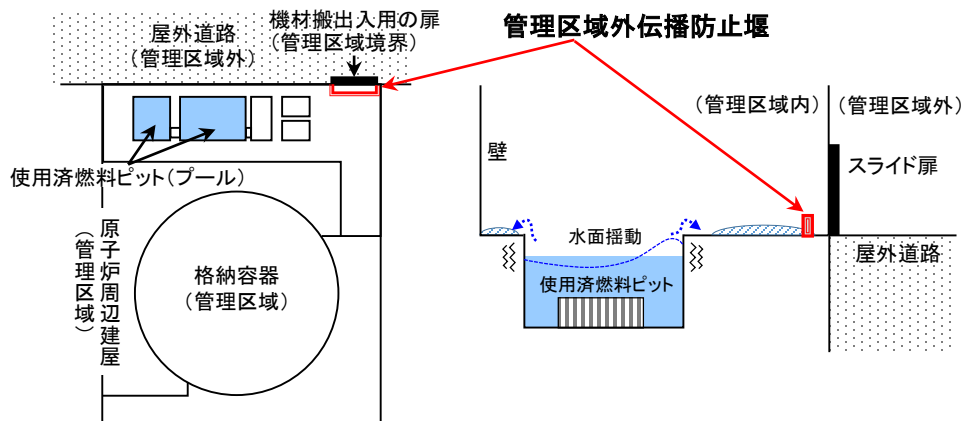 屋外道路
(管理区域外)
機材搬出入用の扉
(管理区域境界)
管理区域外伝播防止堰
使用済燃料ピット(プール)
原子炉周辺建屋
(管理区域)
格納容器
(管理区域)
(管理区域内)
(管理区域外)
壁
スライド扉
水面揺動
使用済燃料ピット
屋外道路